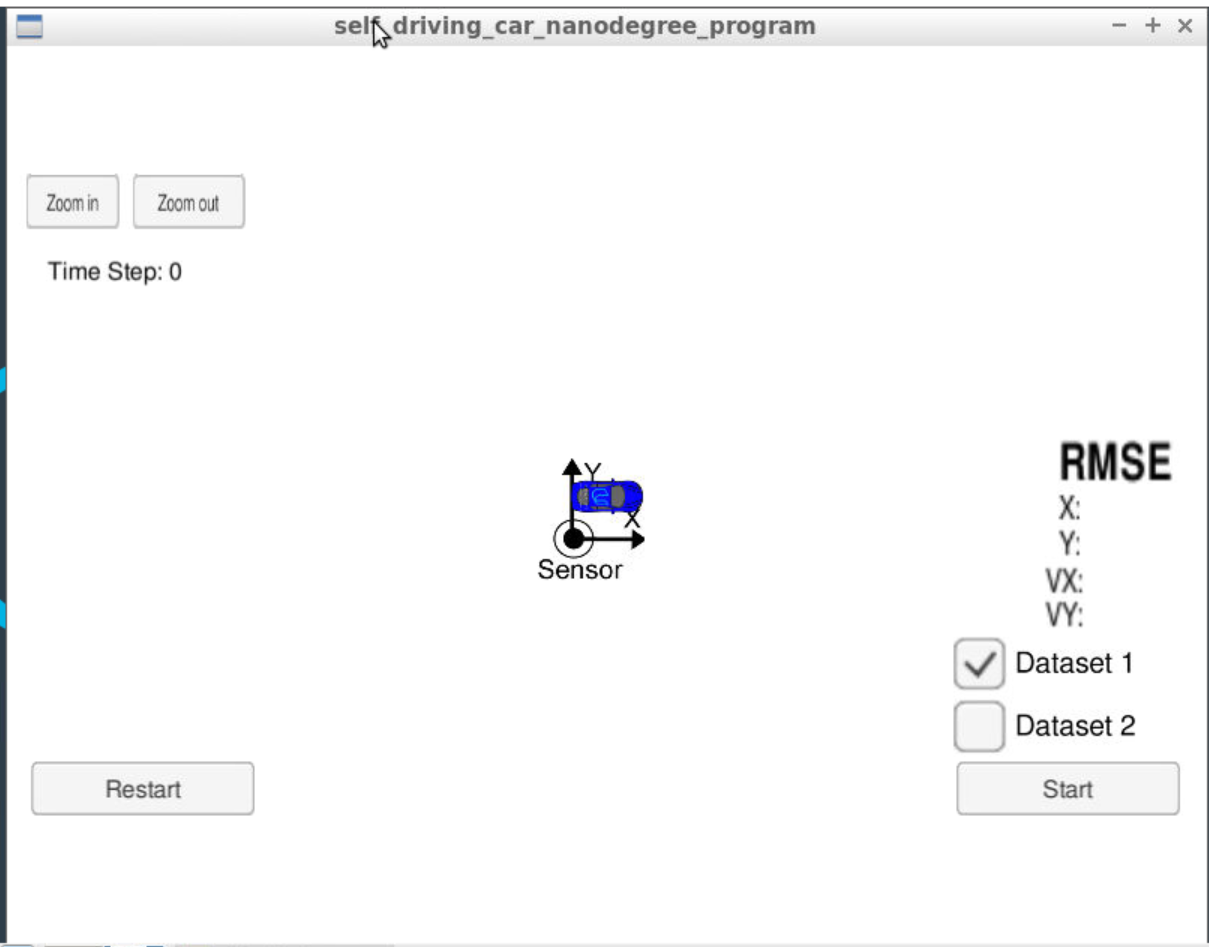 self_driving_car_nanodegree_program
Zoom in
Zoom out
Time Step: 0
Y
X
Sensor
RMSE
X:
Y:
VX:
VY:
Dataset 1
Dataset 2
Restart
Start